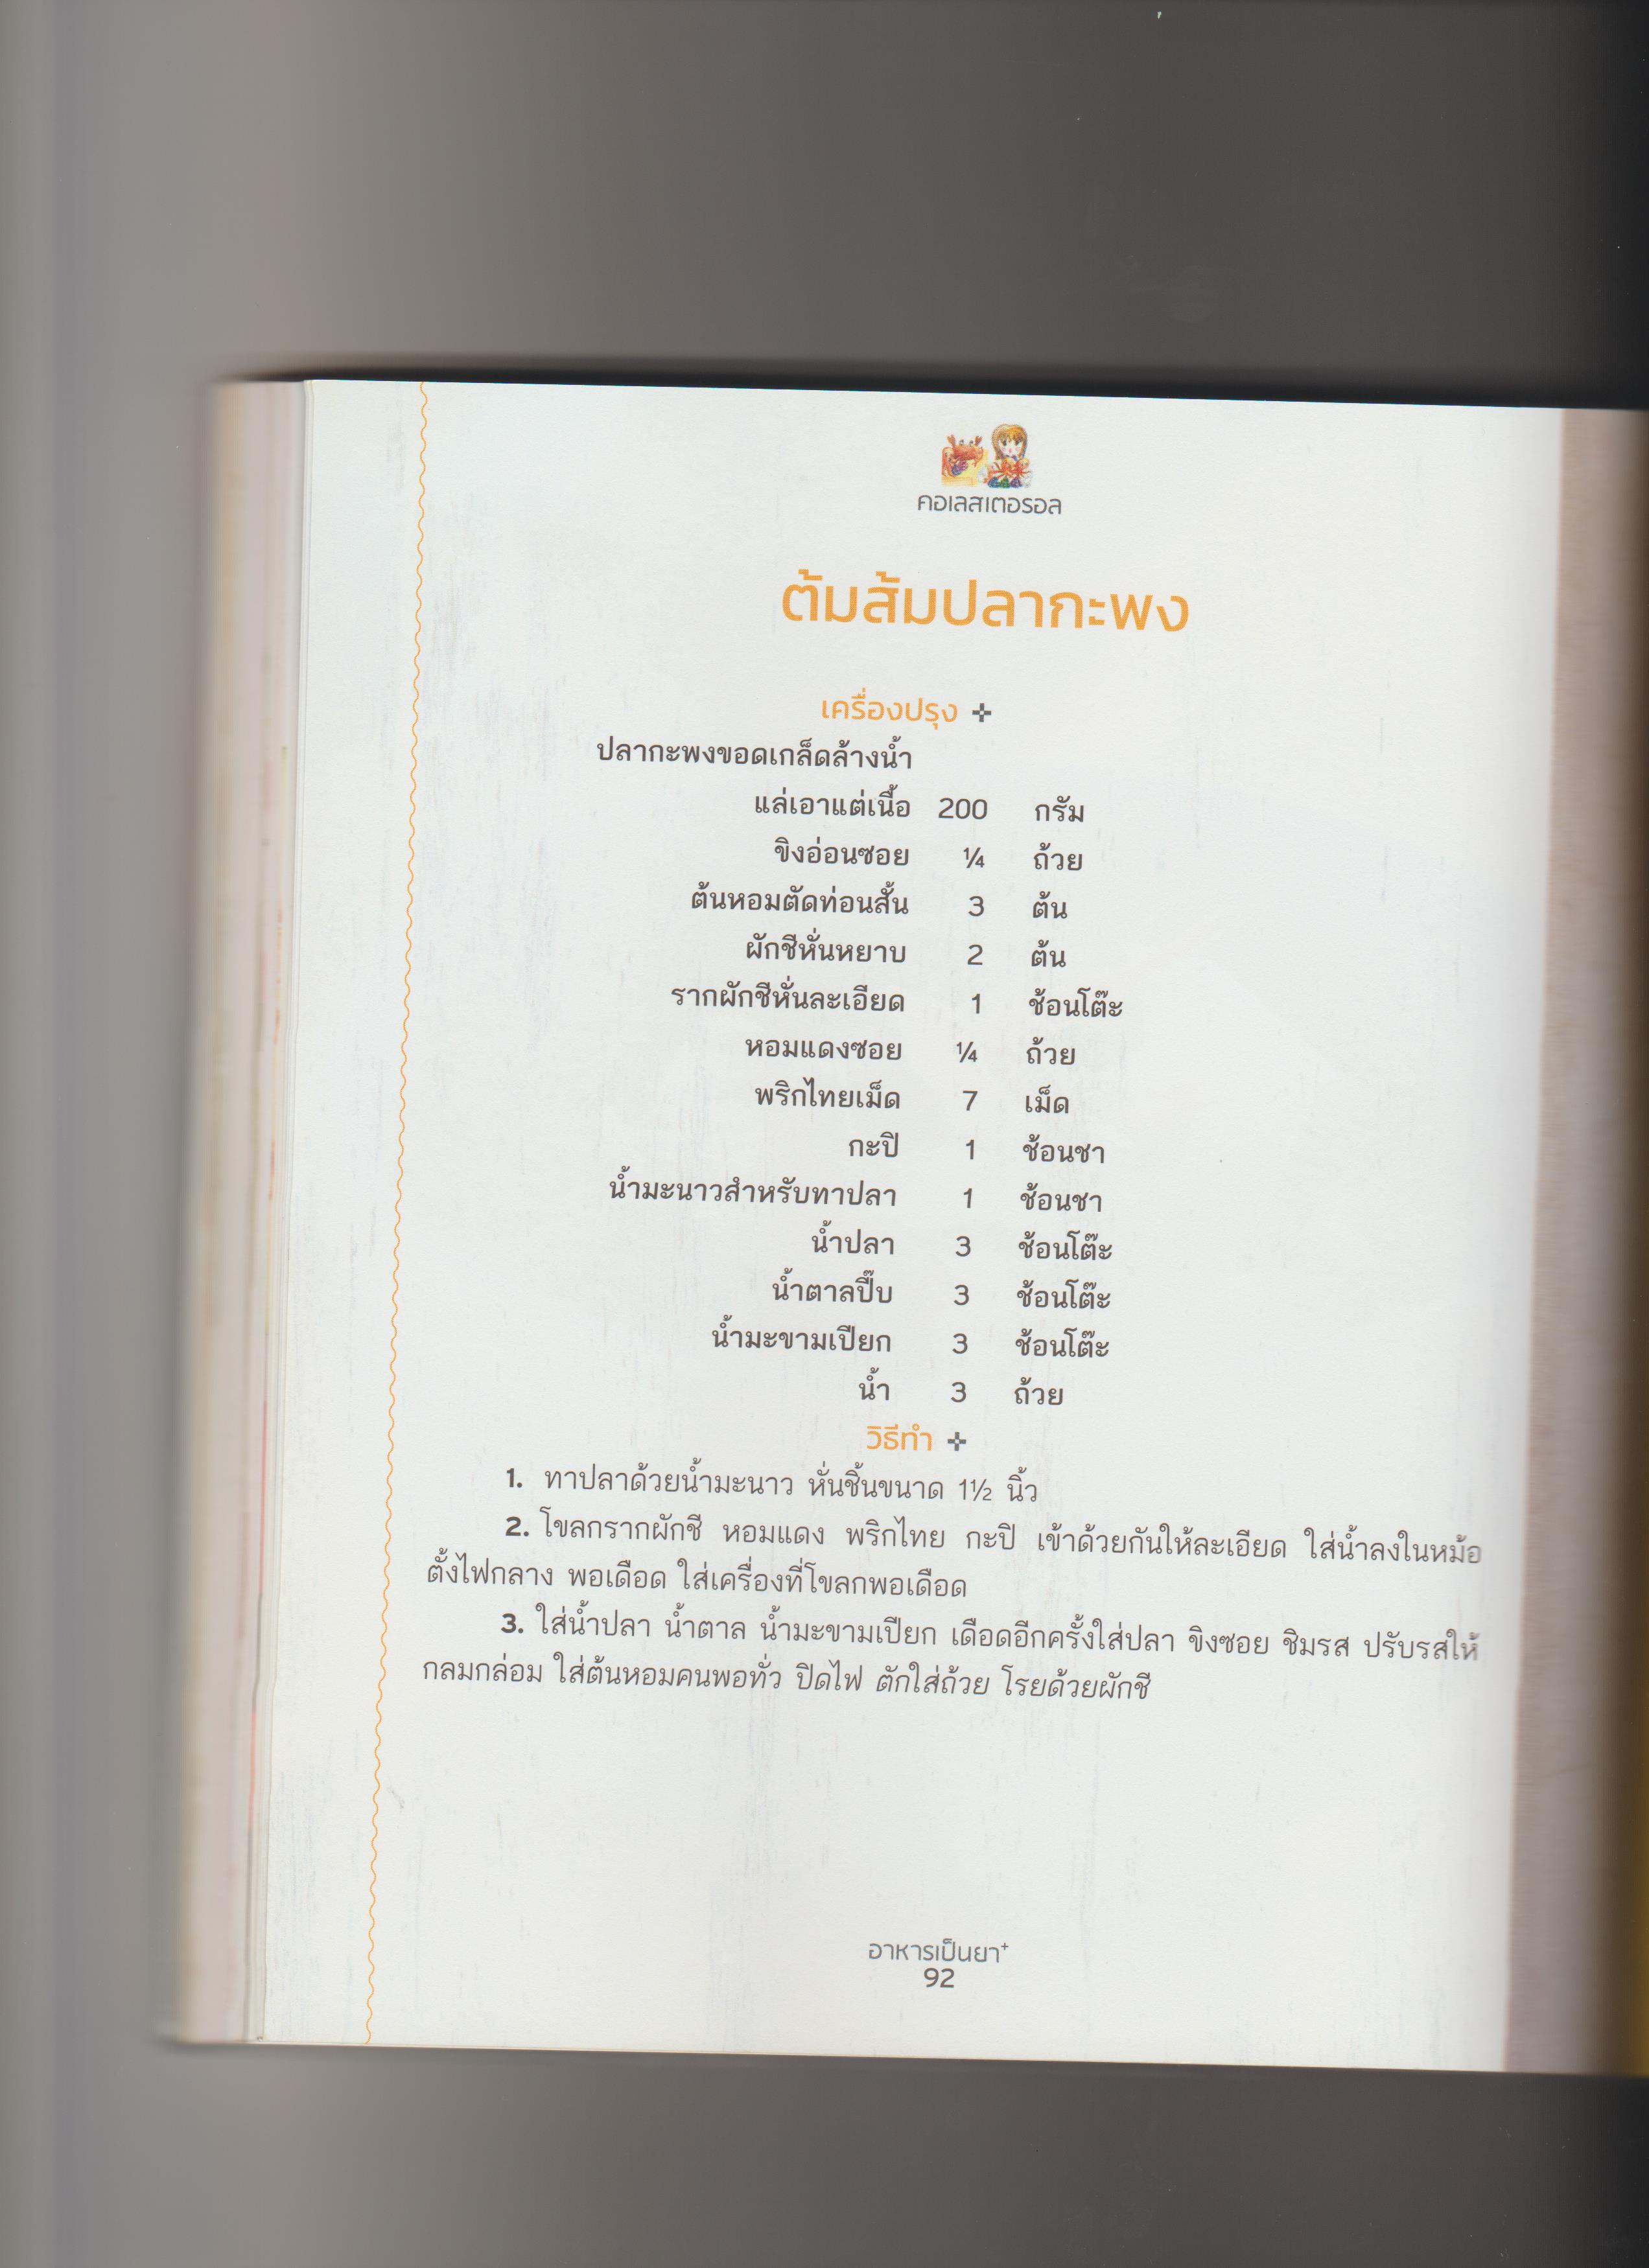 คอเลสเตอรอล
ต้มส้มปลากะพง
เครื่องปรุง
ปลากะพงขอดเกล็ดล้างน้ำ
แล่เอาแต่เนื้อ 200 กรัม
ขิงอ่อนซอย ¼ ถ้วย
ต้นหอมตัดท่อนสั้น 3 ต้น
ผักชีหั่นหยาบ 2 ต้น
รากผักชีหั่นละเอียด 1 ช้อนโต๊ะ
หอมแดงซอย ¼ ถ้วย
พริกไทยเม็ด 7 เม็ด
กะปิ 1 ช้อนชา
น้ำมะนาวสำหรับทาปลา 1 ช้อนชา
น้ำปลา 3 ช้อนโต๊ะ
น้ำตาลปี๊บ 3 ช้อนโต๊ะ
น้ำมะขามเปียก 3 ช้อนโต๊ะ
น้ำ 3 ถ้วย
วิธีทำ
1. ทาปลาด้วยน้ำมะนาว หั่นชิ้นขนาด 1½ นิ้ว
2. โขลกรากผักชี หอมแดง พริกไทย กะปิ เข้าด้วยกันให้ละเอียด ใส่น้ำลงในหม้อ
ตั้งไฟกลาง พอเดือด ใส่เครื่องที่โขลกพอเดือด
3. ใส่น้ำปลา น้ำตาล น้ำมะขามเปียก เดือดอีกครั้งใส่ปลา ขิงซอย ชิมรส ปรับรสให้
กลมกล่อม ใส่ต้นหอมคนพอทั่ว ปิดไฟ ตักใส่ถ้วย โรยด้วยผักชี
อาหารเป็นยา+
92